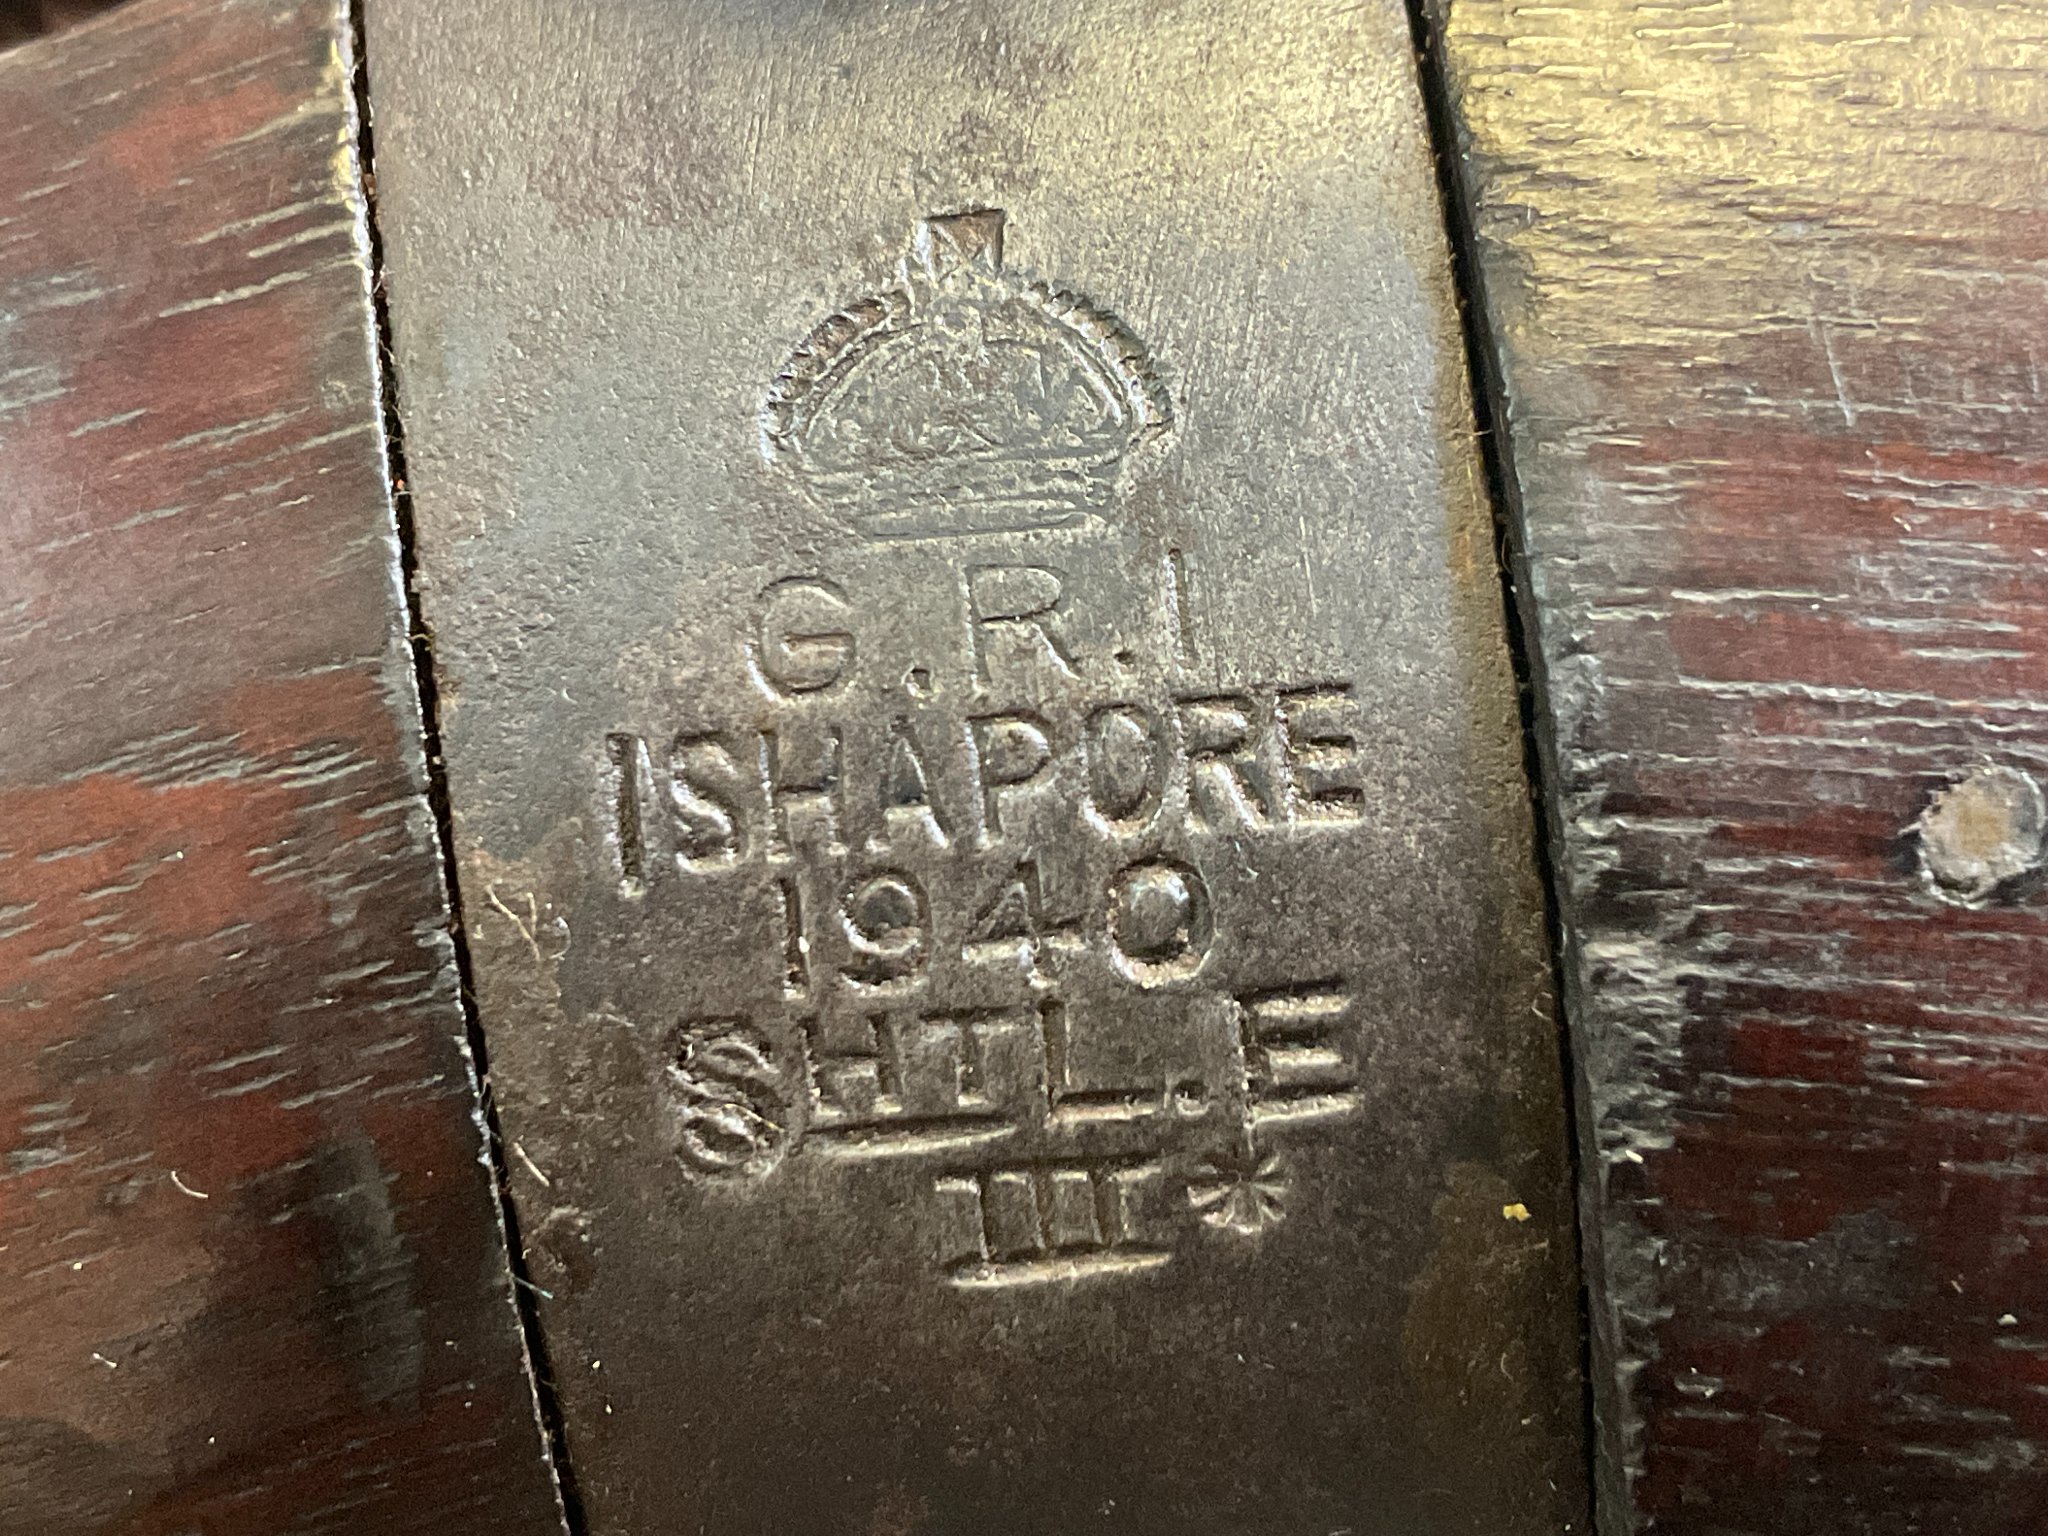 G.R.I
ISHAPORE
1940
SHT.L.E
III*